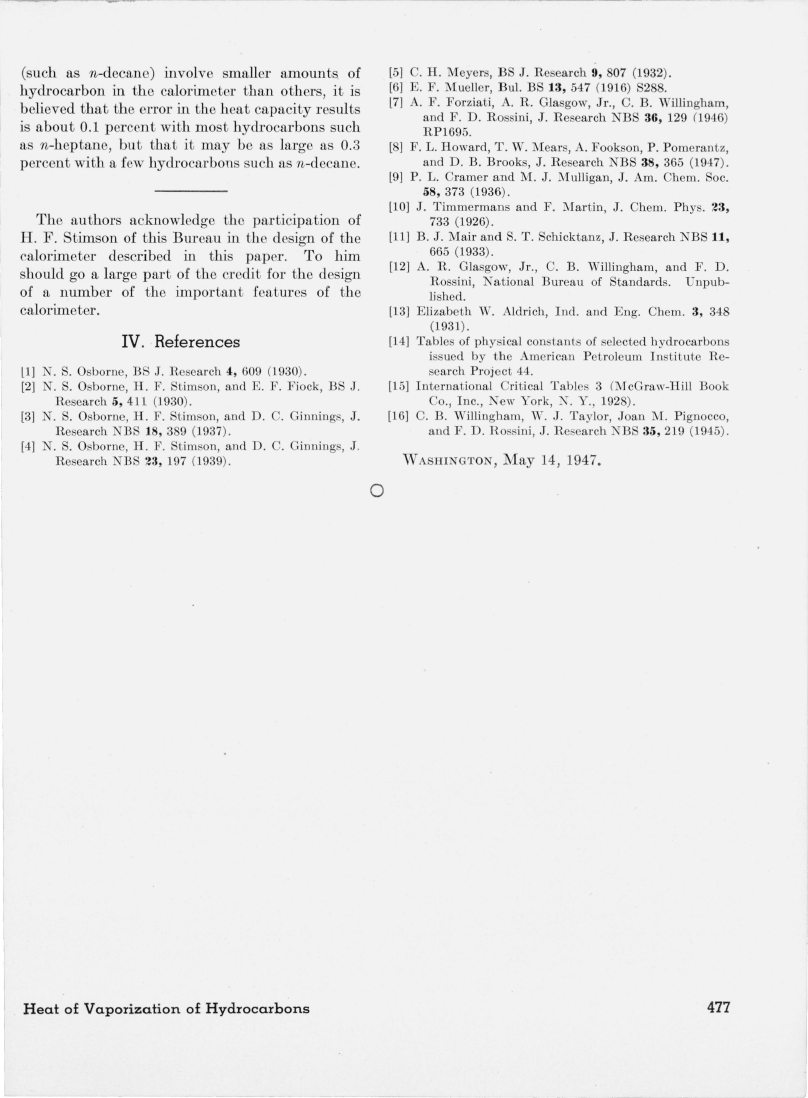 (such as n-decane) involve smaller amounts of
hydrocarbon in the calorimeter than others, it is
believed that the error in the heat capacity results
is about 0.1 percent with most hydrocarbons such
as n-heptane, but that it may be as large as 0.3
percent with a few hydrocarbons such as n-decane.
The authors acknowledge the participation of
H. F. Stimson of this Bureau in the design of the
calorimeter described in this paper. To him
should go a large part of the credit for the design
of a number of the important features of the
calorimeter.
IV. References
[1] N. S. Osborne, BS J. Research 4, 609 (1930).
[2] N. S. Osborne, H. F. Stimson, and E. F. Fiock, BS J.
Research 5, 411 (1930).
[3] N. S. Osborne, H. F. Stimson, and D. C. Ginnings, J.
Research NBS 18, 389 (1937).
[4] N. S. Osborne, H. F. Stimson, and D. C. Ginnings, J.
Research NBS 23, 197 (1939).
[5] C. H. Meyers, BS J. Research 9, 807 (1932).
[6] E. F. Mueller, Bul. BS 13, 547 (1916) S288.
[7] A. F. Forziati, A. R. Glasgow, Jr., C. B. Willingham,
and F. D. Rossini, J. Research NBS 36, 129 (1946)
RP1695.
[8] F. L. Howard, T. W. Mears, A. Fookson, P. Pomerantz,
and D. B. Brooks, J. Research NBS 38, 365 (1947).
[9] P. L. Cramer and M. J. Mulligan, J. Am. Chem. Soc.
58, 373 (1936).
[10] J. Timmermans and F. Martin, J. Chem. Phys. 23,
733 (1926).
[11] B. J. Mair and S. T. Schicktanz, J. Research NBS 11,
665 (1933).
[12] A. R. Glasgow, Jr., C. B. Willingham, and F. D.
Rossini, National Bureau of Standards. Unpub-
lished.
[13] Elizabeth W. Aldrich, Ind. and Eng. Chem. 3, 348
(1931).
[14] Tables of physical constants of selected hydrocarbons
issued by the American Petroleum Institute Re-
search Project 44.
[15] International Critical Tables 3 (McGraw-Hill Book
Co., Inc., New York, N. Y., 1928).
[16] C. B. Willingham, W. J. Taylor, Joan M. Pignocco,
and F. D. Rossini, J. Research NBS 35, 219 (1945).
WASHINGTON, May 14, 1947.
Heat of Vaporization of Hydrocarbons
477